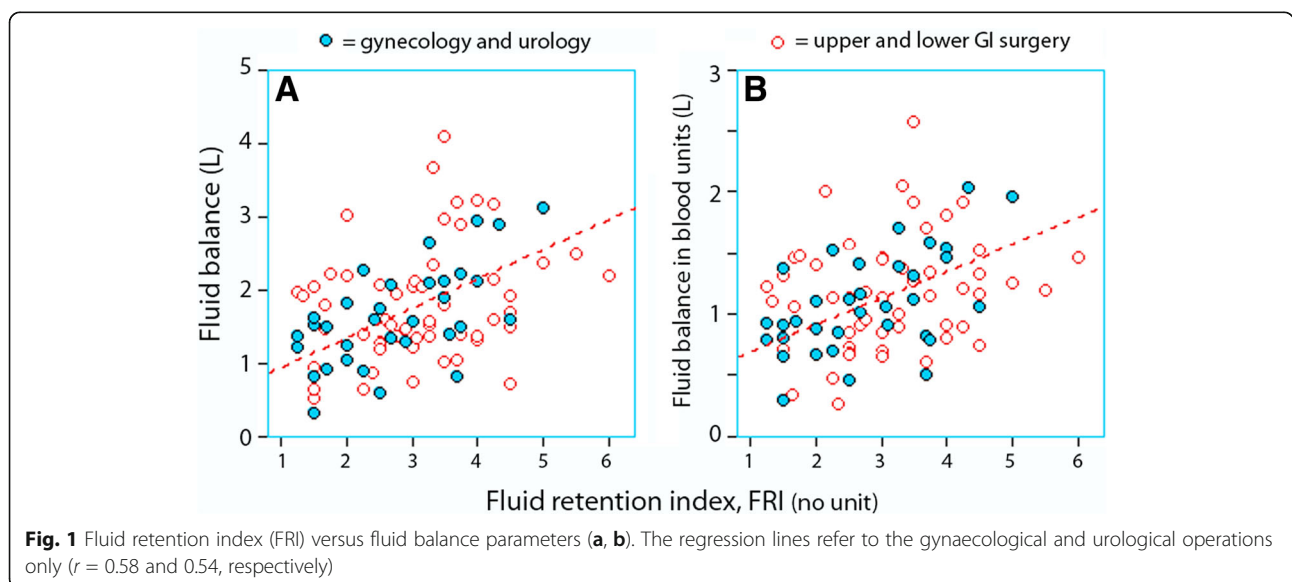 = gynecology and urology
= upper and lower GI surgery
A
Fluid balance (L)
5
4
3
2
1
0
1 2 3 4 5 6
B
Fluid balance in blood units (L)
3
2
1
0
1 2 3 4 5 6
Fluid retention index, FRI (no unit)
Fig. 1 Fluid retention index (FRI) versus fluid balance parameters (a, b). The regression lines refer to the gynaecological and urological operations
only (r = 0.58 and 0.54, respectively)